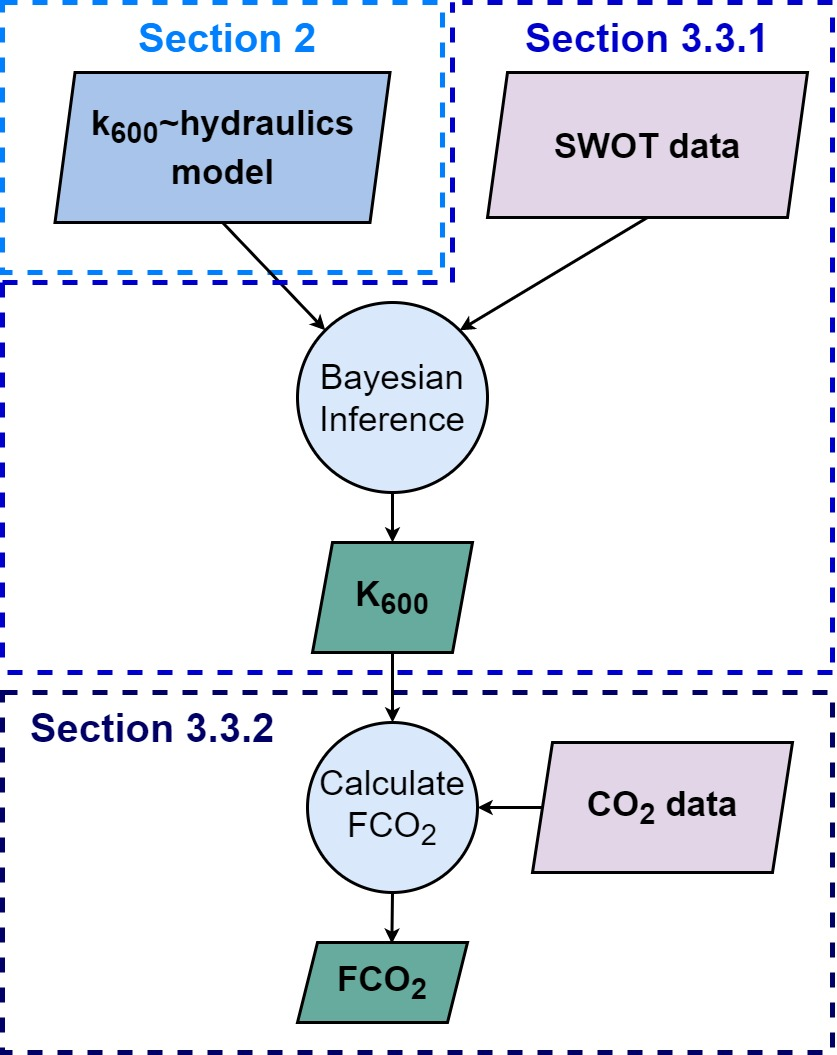 Section 2
Section 3.3.1
k₆₀₀~hydraulics
model
SWOT data
Bayesian
Inference
K₆₀₀
Section 3.3.2
Calculate
FCO₂
CO₂ data
FCO₂